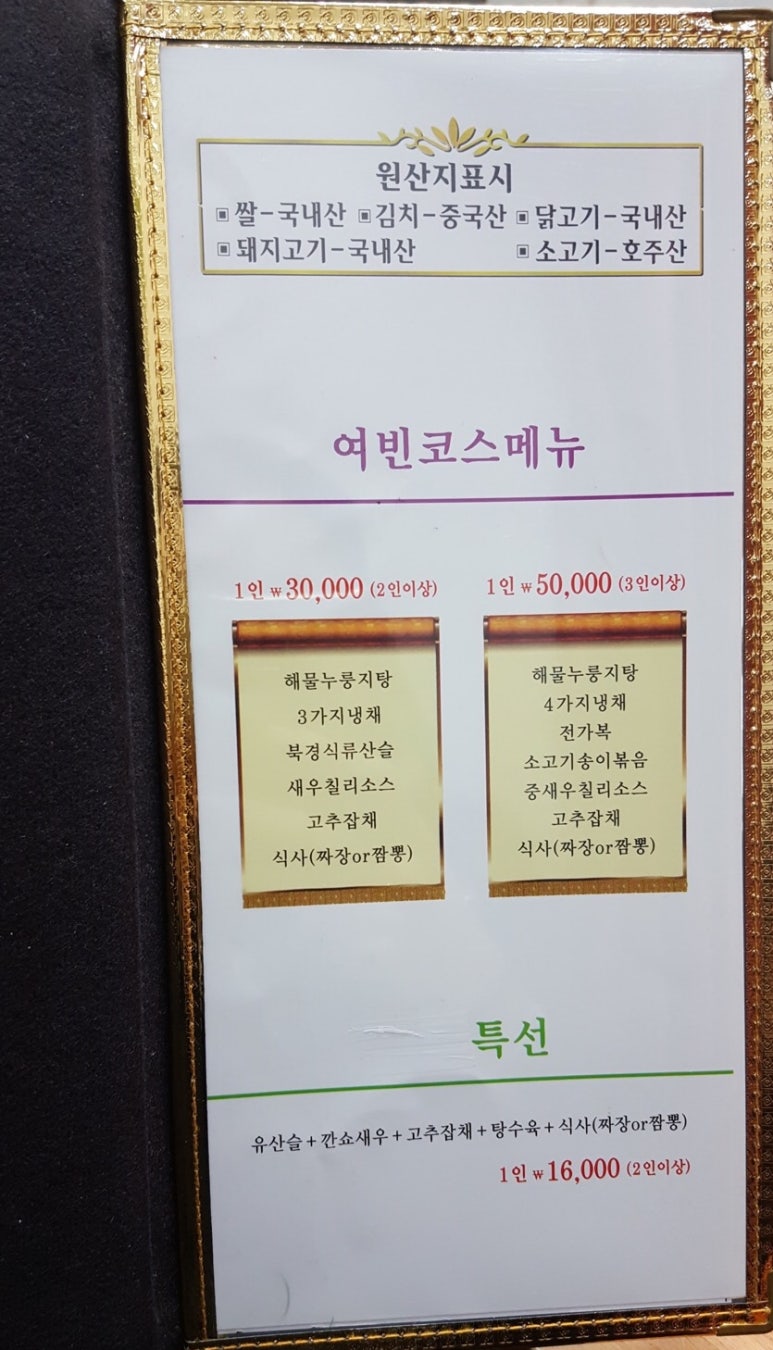 원산지표시
▣쌀-국내산 ▣김치-중국산 ▣닭고기-국내산
▣돼지고기-국내산 ▣소고기-호주산
여빈코스메뉴
1인 ₩30,000 (2인이상)
해물누룽지탕
3가지냉채
북경식류산슬
새우칠리소스
고추잡채
식사(짜장or짬뽕)
1인 ₩50,000 (3인이상)
해물누룽지탕
4가지냉채
전가복
소고기송이볶음
중새우칠리소스
고추잡채
식사(짜장or짬뽕)
특선
유산슬+깐쇼새우+고추잡채+탕수육+식사(짜장or짬뽕)
1인 ₩16,000 (2인이상)